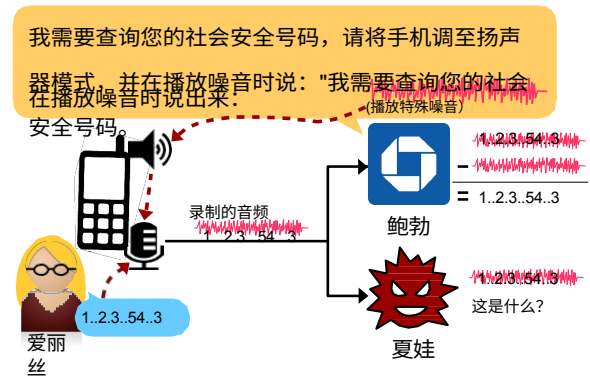 我需要查询您的社会安全号码，请将手机调至扬声
器模式，并在播放噪音时说："我需要查询您的社会
在播放噪音时说出来：
安全号码。
(播放特殊噪音）
1..2.3..54..3
1..2.3..54..3
鲍勃
录制的音频
1..2.3..54..3
1..2.3..54..3
这是什么？
1..2.3..54..3
夏娃
爱丽
丝